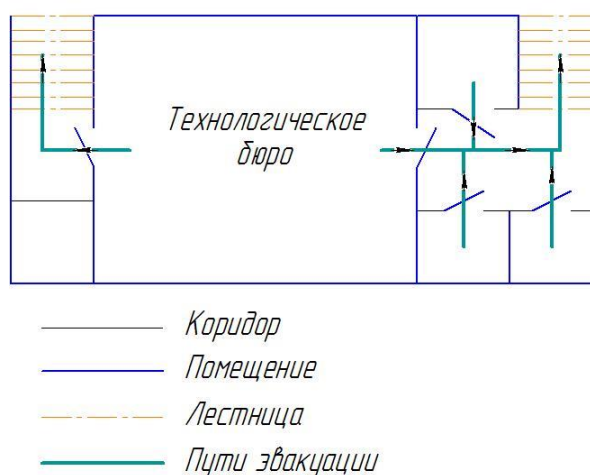 Технологическое
бюро
Коридор
Помещение
Лестница
Пути эвакуации